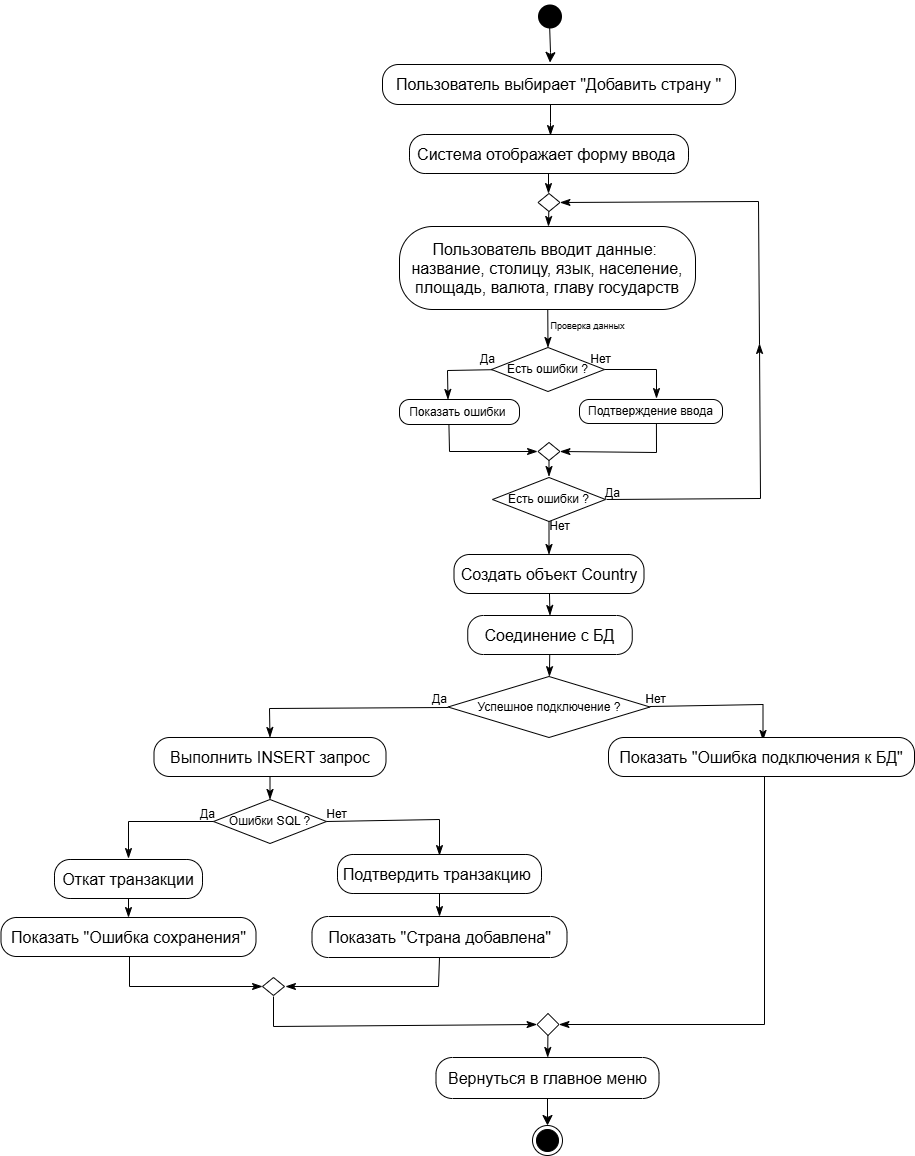 Пользователь выбирает "Добавить страну "
Система отображает форму ввода
Пользователь вводит данные:
название, столицу, язык, население,
площадь, валюта, главу государств
Проверка данных
Да
Есть ошибки ?
Нет
Показать ошибки
Подтверждение ввода
Есть ошибки ?
Да
Нет
Создать объект Country
Соединение с БД
Да
Успешное подключение ?
Нет
Выполнить INSERT запрос
Показать "Ошибка подключения к БД"
Да
Ошибки SQL ?
Нет
Откат транзакции
Подтвердить транзакцию
Показать "Ошибка сохранения"
Показать "Страна добавлена"
Вернуться в главное меню